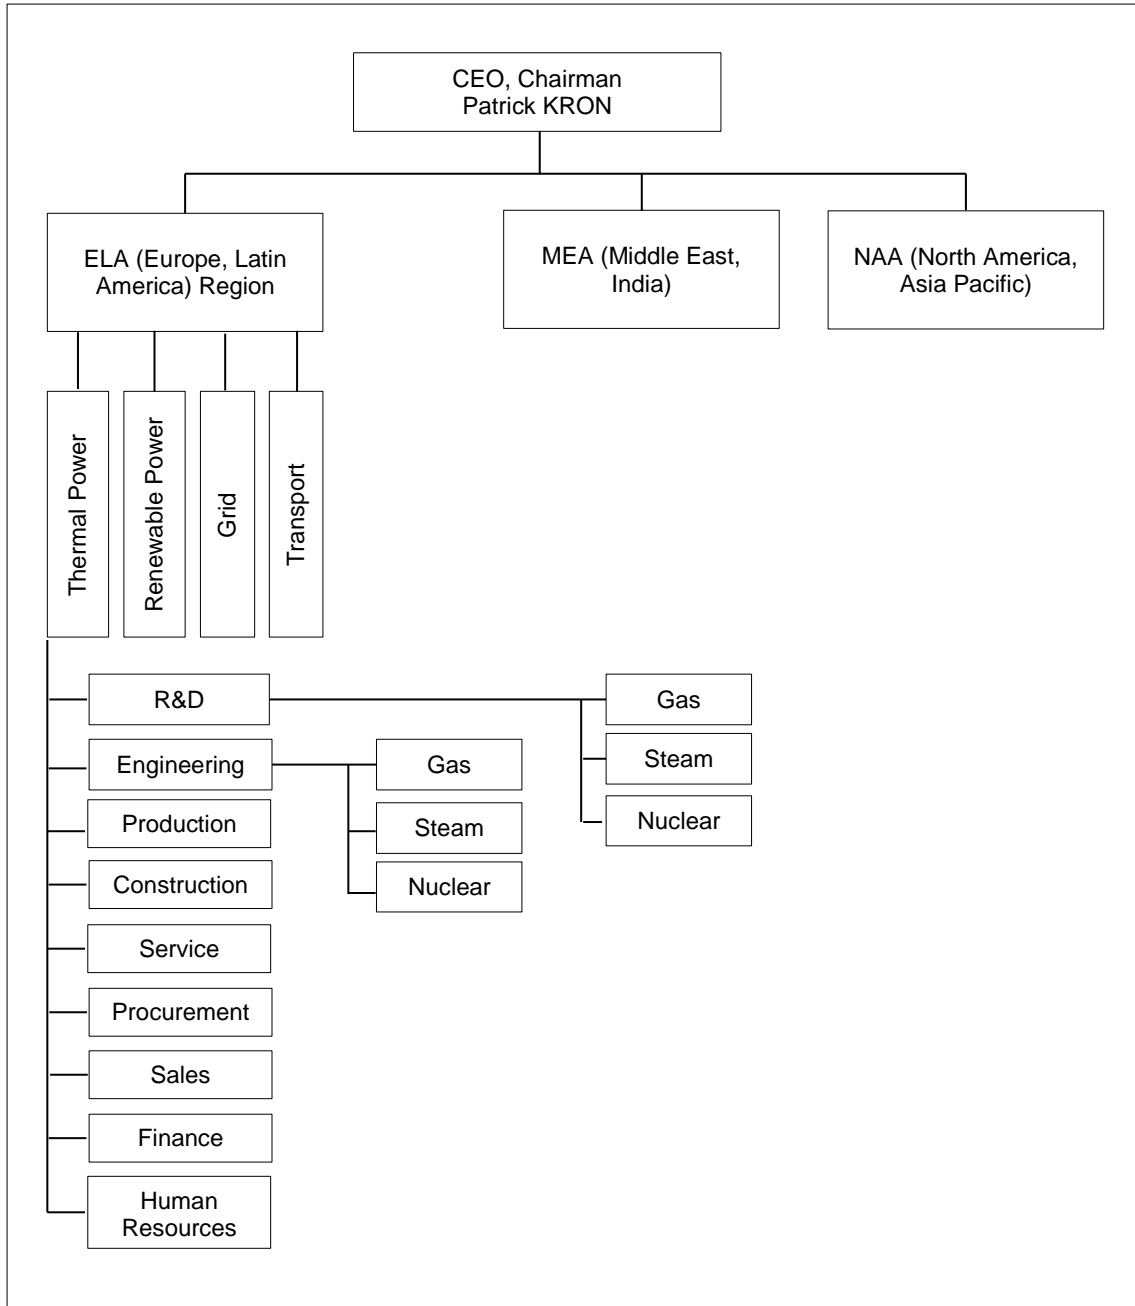 CEO, Chairman
Patrick KRON
ELA (Europe, Latin
America) Region
MEA (Middle East,
India)
NAA (North America,
Asia Pacific)
Thermal Power
Renewable Power
Grid
Transport
R&D
Gas
Steam
Nuclear
Engineering
Gas
Steam
Nuclear
Production
Construction
Service
Procurement
Sales
Finance
Human
Resources